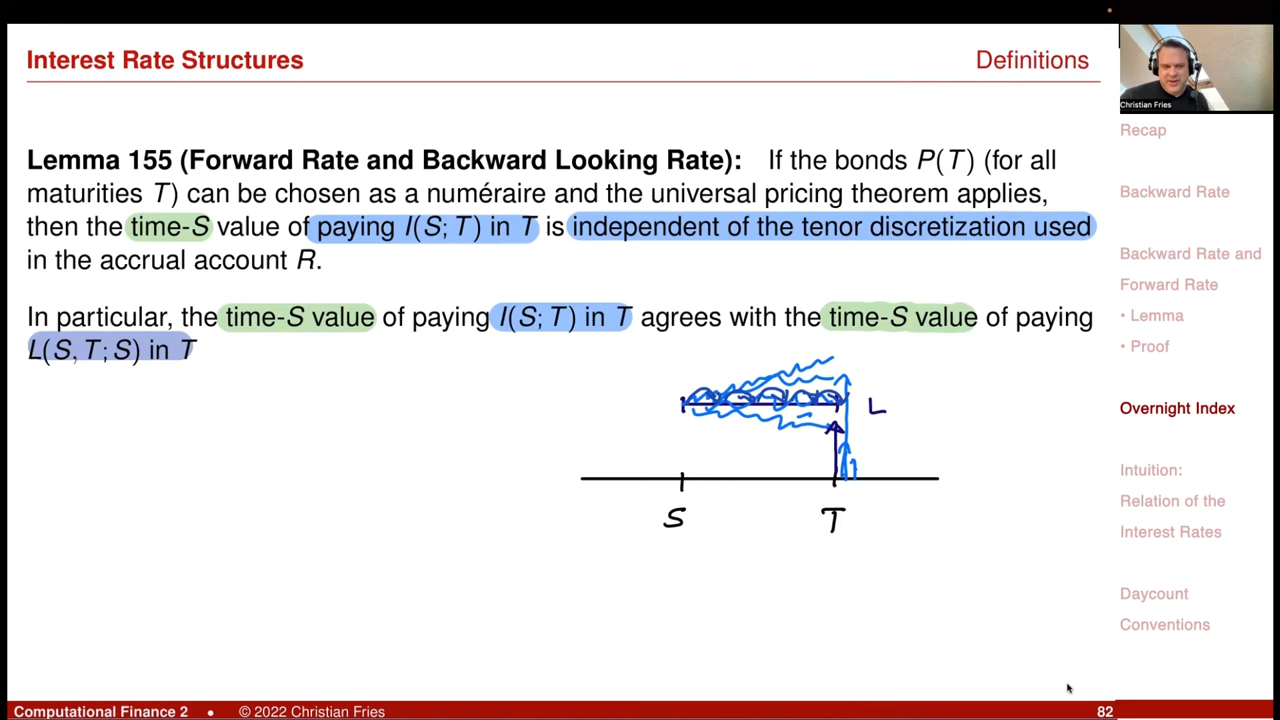 Interest Rate Structures
Definitions
Christian Fries
Lemma 155 (Forward Rate and Backward Looking Rate): If the bonds P(T) (for all
maturities T) can be chosen as a numéraire and the universal pricing theorem applies,
then the time-S value of paying I(S; T) in T is independent of the tenor discretization used
in the accrual account R.
In particular, the time-S value of paying I(S; T) in T agrees with the time-S value of paying
L(S, T; S) in T
L
S
T
Recap
Backward Rate
Backward Rate and
Forward Rate
• Lemma
• Proof
Overnight Index
Intuition:
Relation of the
Interest Rates
Daycount
Conventions
Computational Finance 2 • © 2022 Christian Fries
82